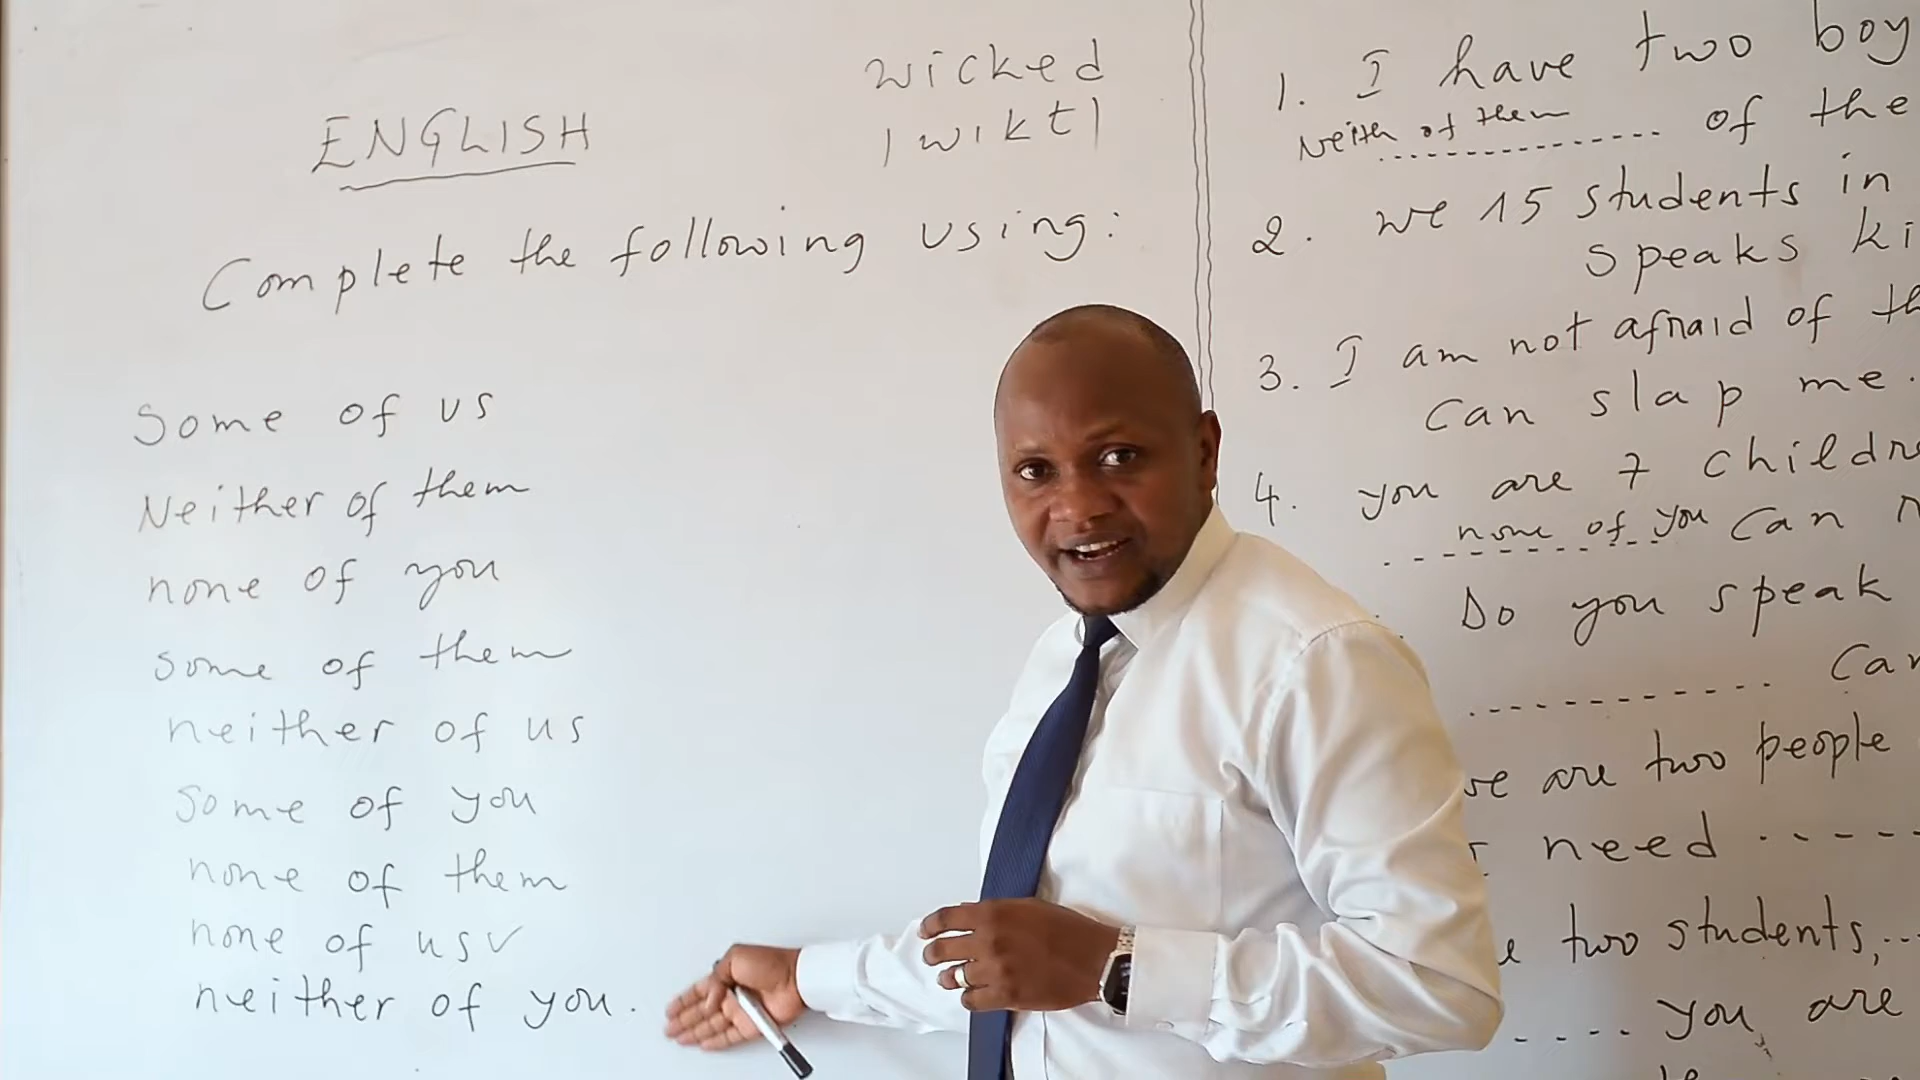 ENGLISH
wicked
/wikt/
Complete the following using:
Some of us
Neither of them
none of you
some of them
neither of us
Some of you
none of them
none of us ✓
neither of you.
1. I have two boy
Neith of them ............... of the
2. we 15 students in
speaks ki
3. I am not afraid of th
can slap me.
4. you are 7 childre
none of you can
Do you speak
............... can
are two people
need .....
two students, ..
.... you are